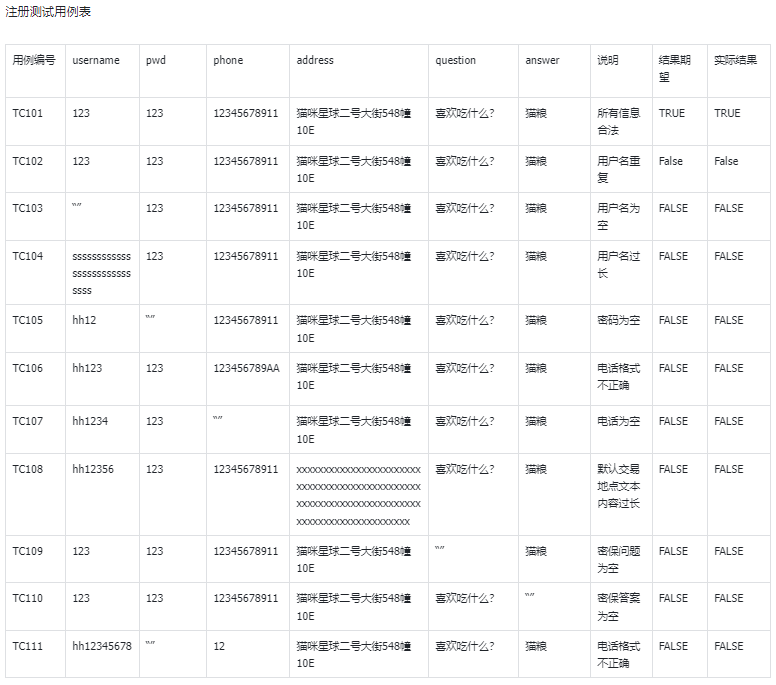 注册测试用例表
用例编号 username pwd phone address question answer 说明 结果期望 实际结果
TC101 123 123 12345678911 猫咪星球二号大街548幢10E 喜欢吃什么? 猫粮 所有信息合法 TRUE TRUE
TC102 123 123 12345678911 猫咪星球二号大街548幢10E 喜欢吃什么? 猫粮 用户名重复 False False
TC103 “” 123 12345678911 猫咪星球二号大街548幢10E 喜欢吃什么? 猫粮 用户名为空 FALSE FALSE
TC104 ssssssssssssssssssssssssssss 123 12345678911 猫咪星球二号大街548幢10E 喜欢吃什么? 猫粮 用户名过长 FALSE FALSE
TC105 hh12 “” 12345678911 猫咪星球二号大街548幢10E 喜欢吃什么? 猫粮 密码为空 FALSE FALSE
TC106 hh123 123 123456789AA 猫咪星球二号大街548幢10E 喜欢吃什么? 猫粮 电话格式不正确 FALSE FALSE
TC107 hh1234 123 “” 猫咪星球二号大街548幢10E 喜欢吃什么? 猫粮 电话为空 FALSE FALSE
TC108 hh12356 123 12345678911 xxxxxxxxxxxxxxxxxxxxxxxxxxxxxxxxxxxxxxxxxxxxxxxxxxxxxxxxxxxxxxxxxxxxxxxxxxxxxxxxxxxxxxx 喜欢吃什么? 猫粮 默认交易地点文本内容过长 FALSE FALSE
TC109 123 123 12345678911 猫咪星球二号大街548幢10E “” 猫粮 密保问题为空 FALSE FALSE
TC110 123 123 12345678911 猫咪星球二号大街548幢10E 喜欢吃什么? “” 密保答案为空 FALSE FALSE
TC111 hh12345678 “” 12 猫咪星球二号大街548幢10E 喜欢吃什么? 猫粮 电话格式不正确 FALSE FALSE